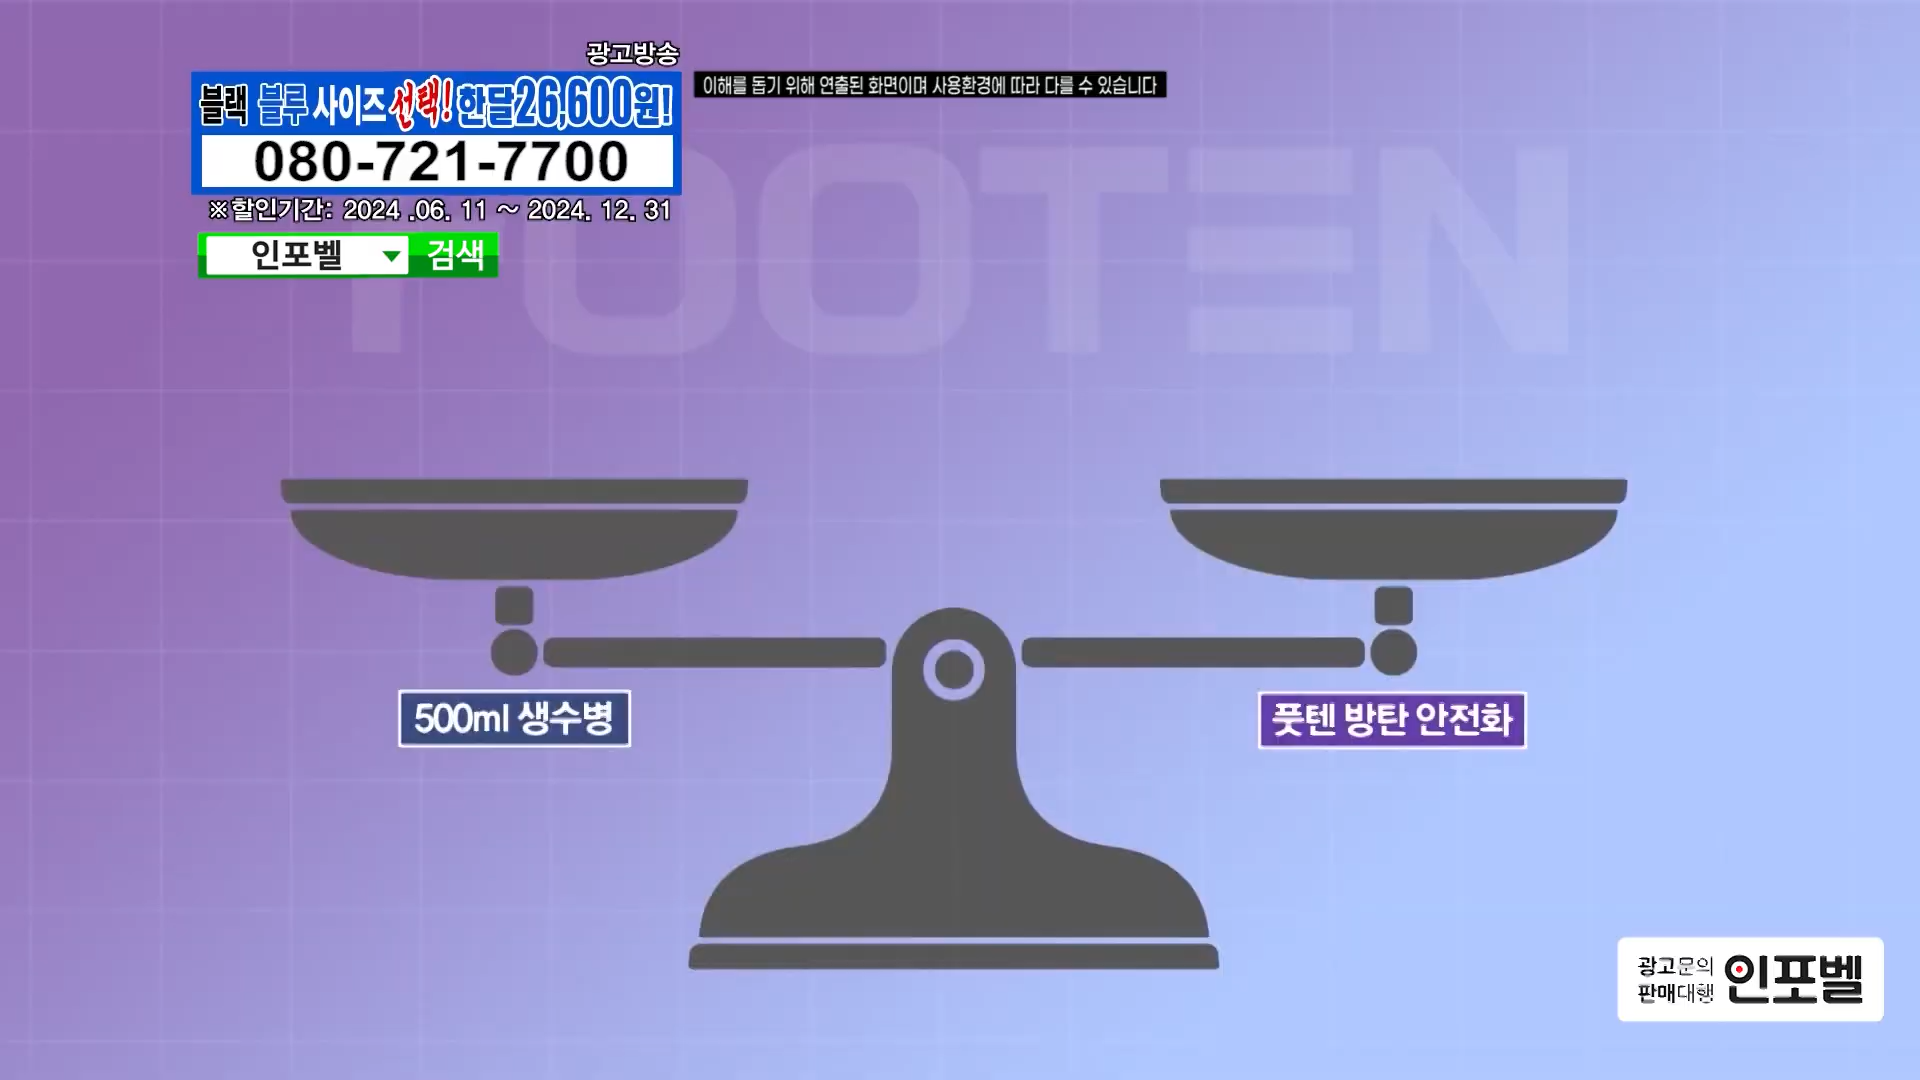 광고방송
블랙 블루 사이즈 선택! 한달 26,600원!
080-721-7700
※할인기간: 2024 .06. 11 ~ 2024. 12. 31
인포벨 검색
이해를 돕기 위해 연출된 화면이며 사용환경에 따라 다를 수 있습니다
FOOTEN
500ml 생수병
풋텐 방탄 안전화
광고문의
판매대행
인포벨